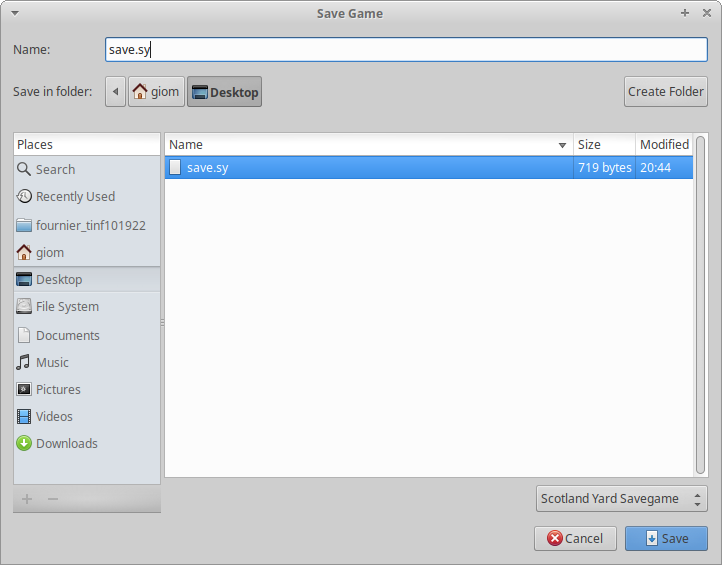 Save Game
Name: save.sy
Save in folder: giom Desktop Create Folder
Places
Search
Recently Used
fournier_tinf101922
giom
Desktop
File System
Documents
Music
Pictures
Videos
Downloads
Name Size Modified
save.sy 719 bytes 20:44
Scotland Yard Savegame
Cancel Save